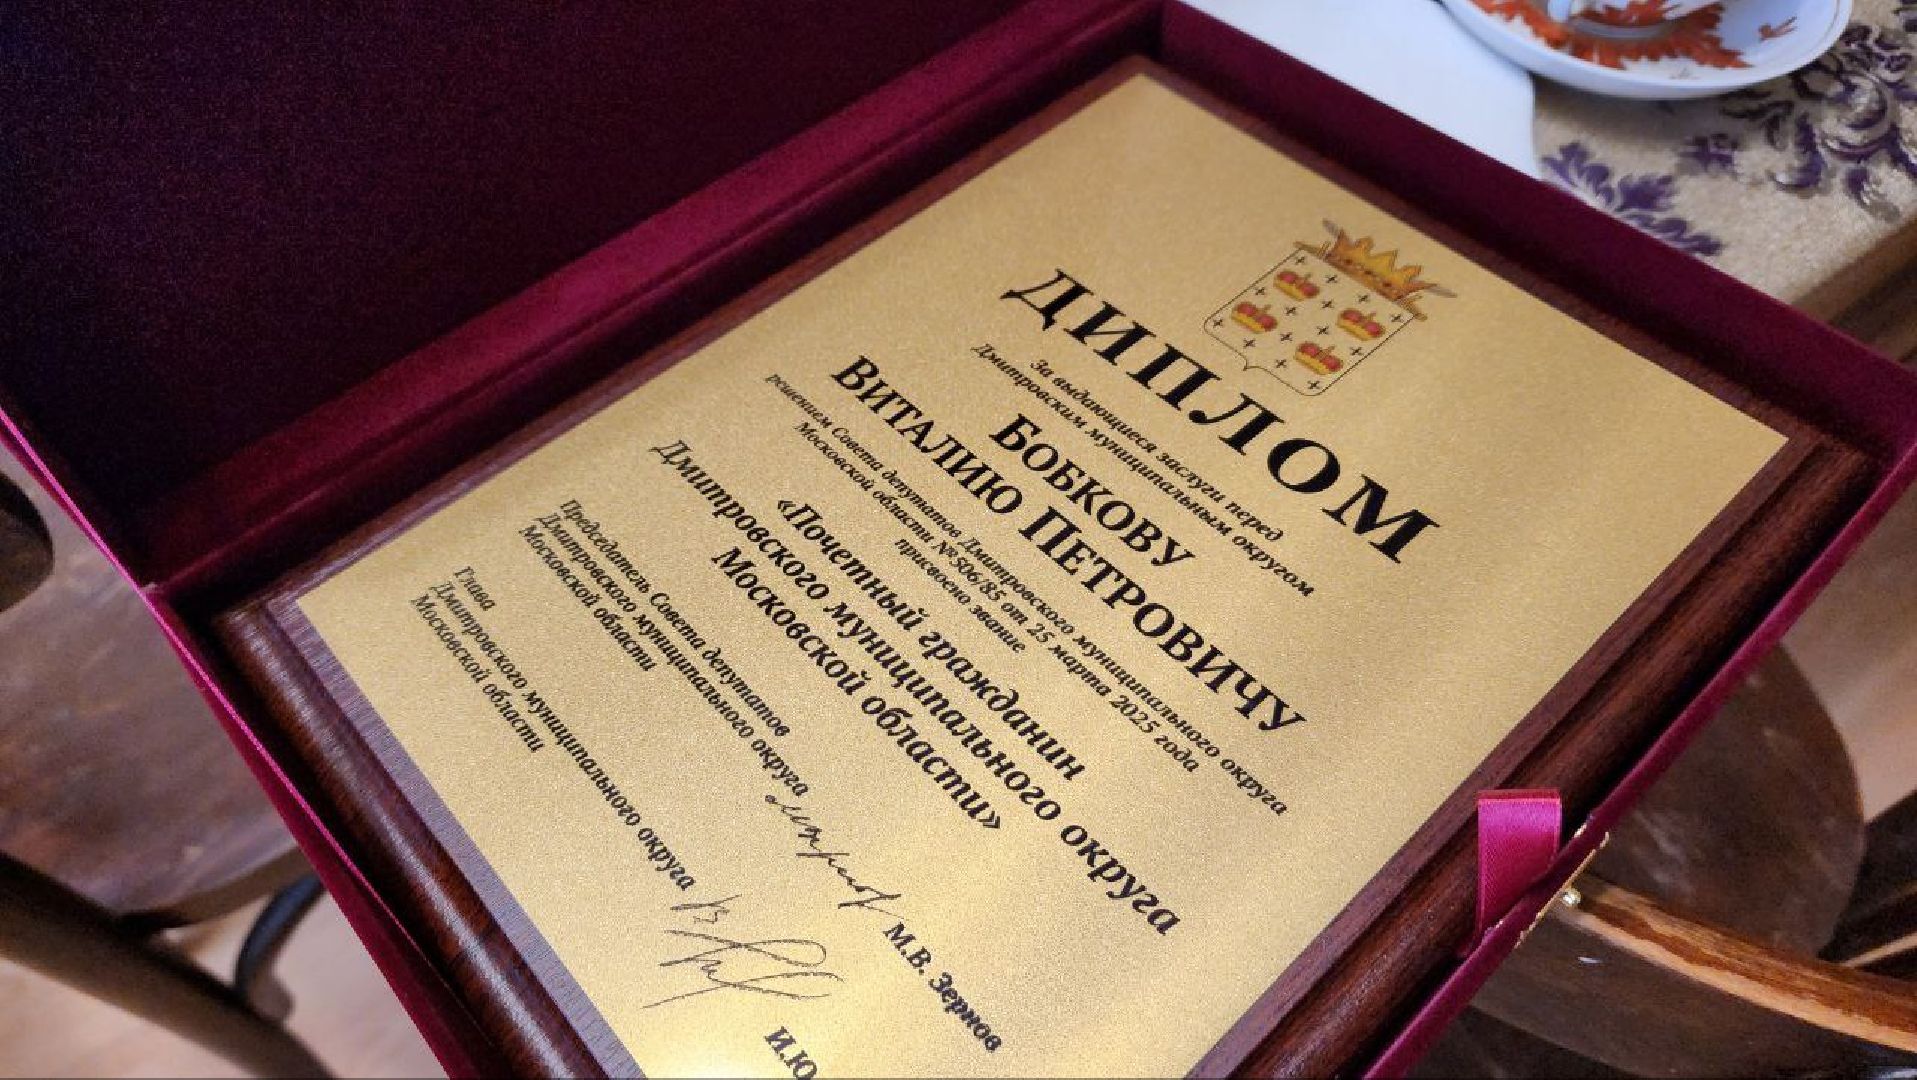 ДИПЛОМ
За выдающиеся заслуги перед
Дмитровским муниципальным округом
БОБКОВУ
ВИТАЛИЮ ПЕТРОВИЧУ
решением Совета депутатов Дмитровского муниципального округа
Московской области №506/85 от 25 марта 2025 года
присвоено звание
«Почетный гражданин
Дмитровского муниципального округа
Московской области»
Председатель Совета депутатов
Дмитровского муниципального округа
Московской области
М.В. Зернов
Глава
Дмитровского муниципального округа
Московской области
И.Ю